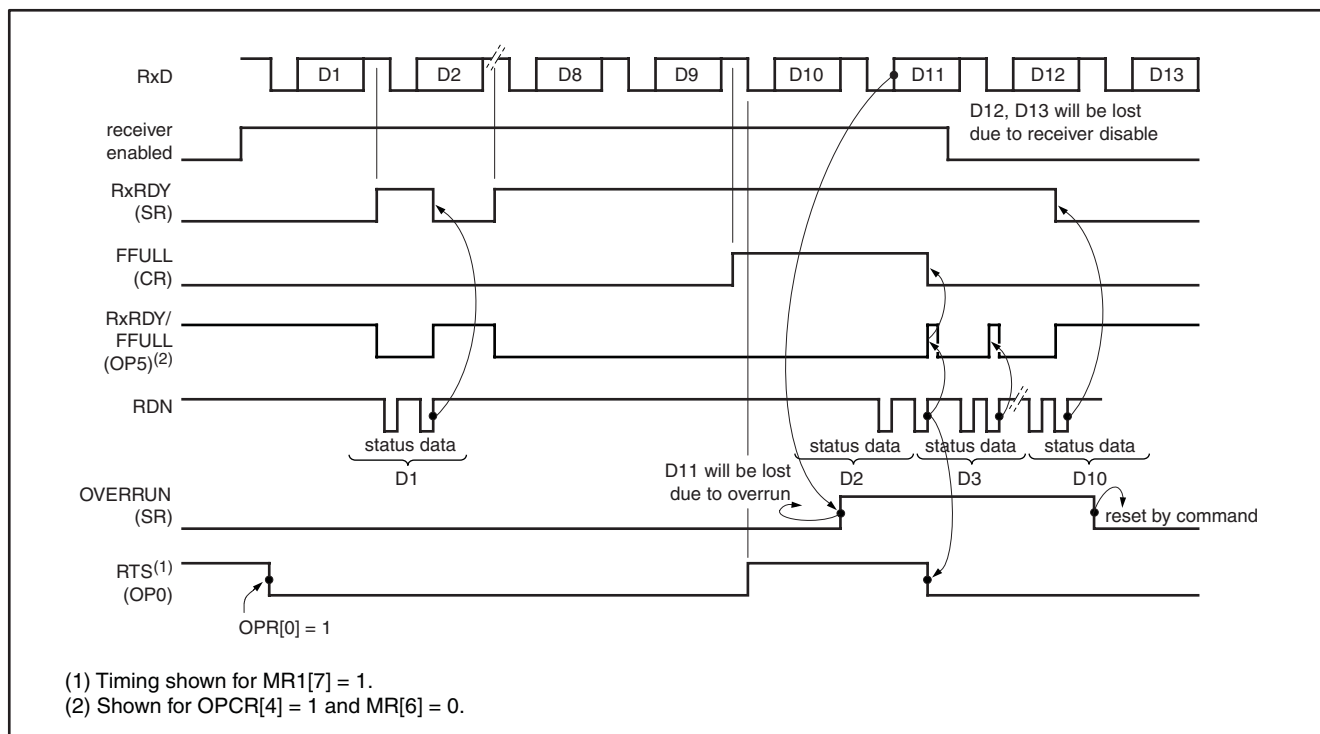 RxD
D1
D2
D8
D9
D10
D11
D12
D13
D12, D13 will be lost
due to receiver disable
receiver
enabled
RxRDY
(SR)
FFULL
(CR)
RxRDY/
FFULL
(OP5)(2)
RDN
status data
D1
status data
D2
status data
D3
status data
D10
D11 will be lost
due to overrun
OVERRUN
(SR)
reset by command
RTS(1)
(OP0)
OPR[0] = 1
(1) Timing shown for MR1[7] = 1.
(2) Shown for OPCR[4] = 1 and MR[6] = 0.